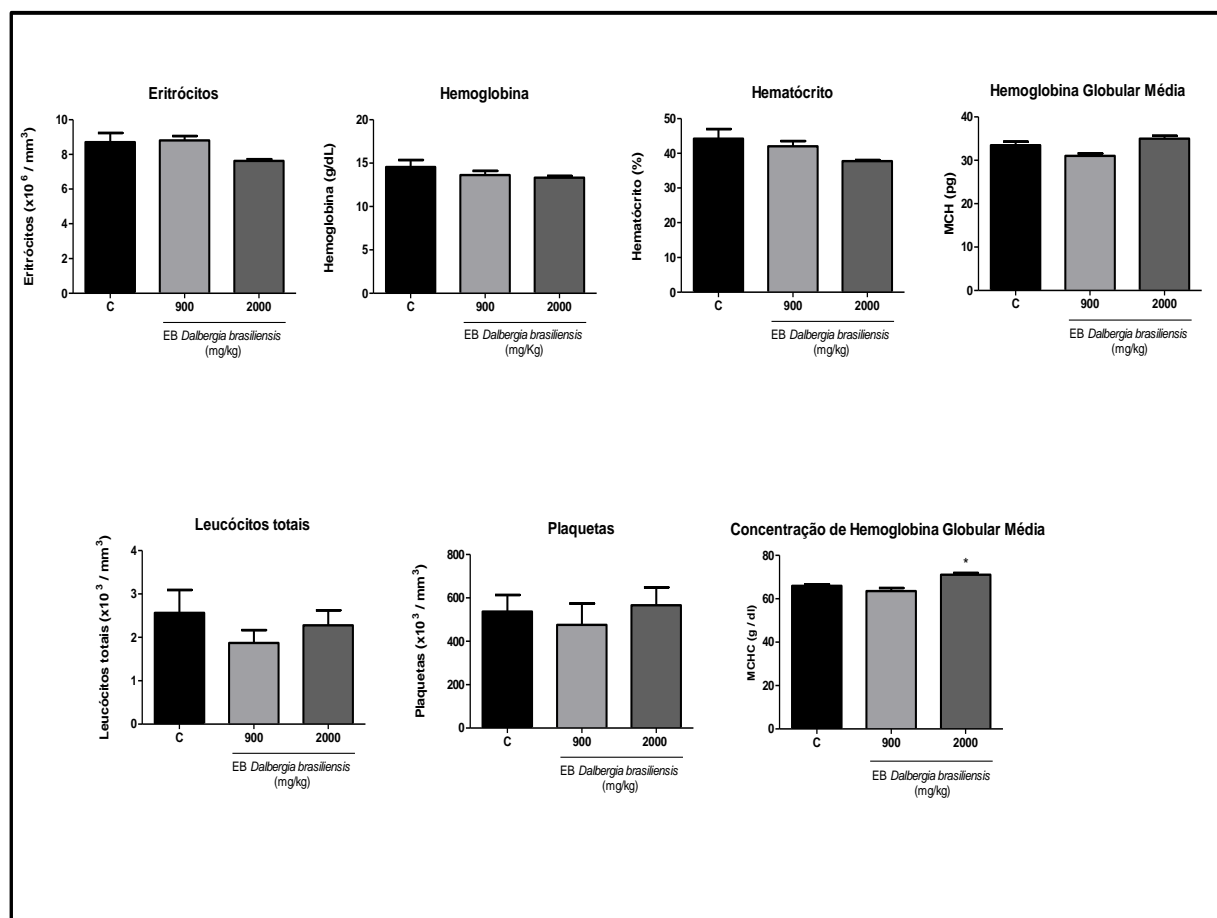 Eritrócitos
Eritrócitos (x10⁶ / mm³)
10
8
6
4
2
0
C 900 2000
EB Dalbergia brasiliensis
(mg/kg)
Hemoglobina
Hemoglobina (g/dL)
20
15
10
5
0
C 900 2000
EB Dalbergia brasiliensis
(mg/Kg)
Hematócrito
Hematócrito (%)
50
40
30
20
10
0
C 900 2000
EB Dalbergia brasiliensis
(mg/kg)
Hemoglobina Globular Média
MCH (pg)
40
30
20
10
0
C 900 2000
EB Dalbergia brasiliensis
(mg/kg)
Leucócitos totais
Leucócitos totais (x10³ / mm³)
4
3
2
1
0
C 900 2000
EB Dalbergia brasiliensis
(mg/kg)
Plaquetas
Plaquetas (x10³ / mm³)
800
600
400
200
0
C 900 2000
EB Dalbergia brasiliensis
(mg/kg)
Concentração de Hemoglobina Globular Média
MCHC (g / dl)
80
60
40
20
0
*
C 900 2000
EB Dalbergia brasiliensis
(mg/kg)